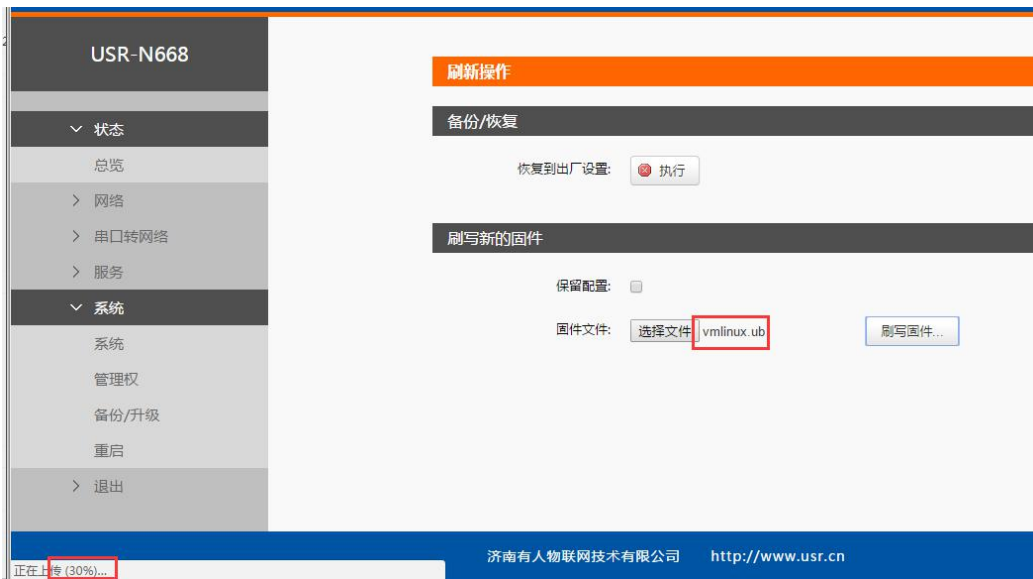 USR-N668
状态
总览
网络
串口转网络
服务
系统
系统
管理权
备份/升级
重启
退出
刷新操作
备份/恢复
恢复到出厂设置: 执行
刷写新的固件
保留配置:
固件文件: 选择文件 vmlinux.ub 刷写固件...
济南有人物联网技术有限公司 http://www.usr.cn
正在上传 (30%)...